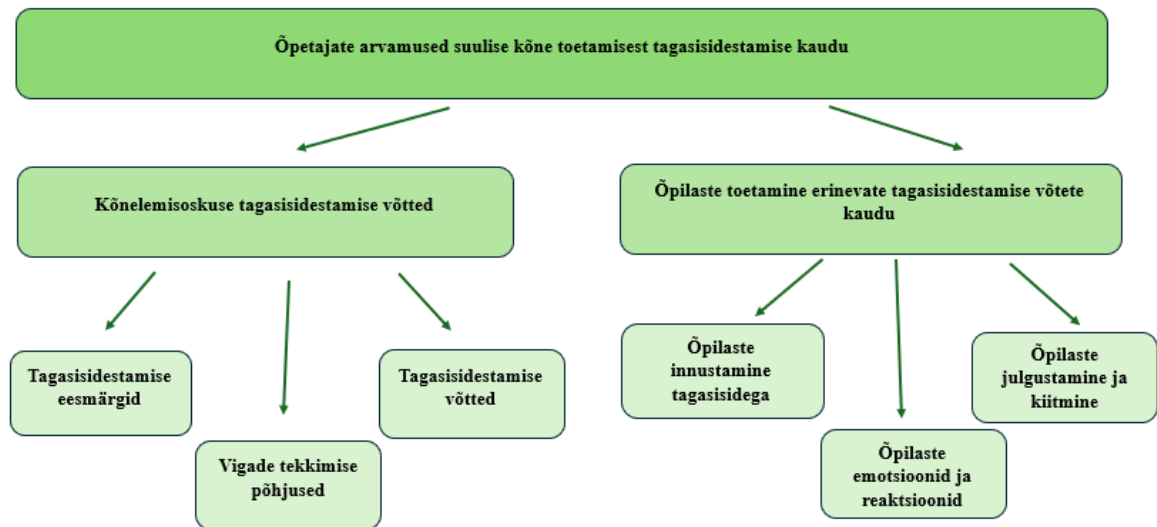 Õpetajate arvamused suulise kõne toetamisest tagasisidestamise kaudu
Kõnelemisoskuse tagasisidestamise võtted
Õpilaste toetamine erinevate tagasisidestamise võtete
kaudu
Tagasisidestamise
eesmärgid
Vigade tekkimise
põhjused
Tagasisidestamise
võtted
Õpilaste
innustamine
tagasisidega
Õpilaste
emotsioonid ja
reaktsioonid
Õpilaste
julgustamine ja
kiitmine